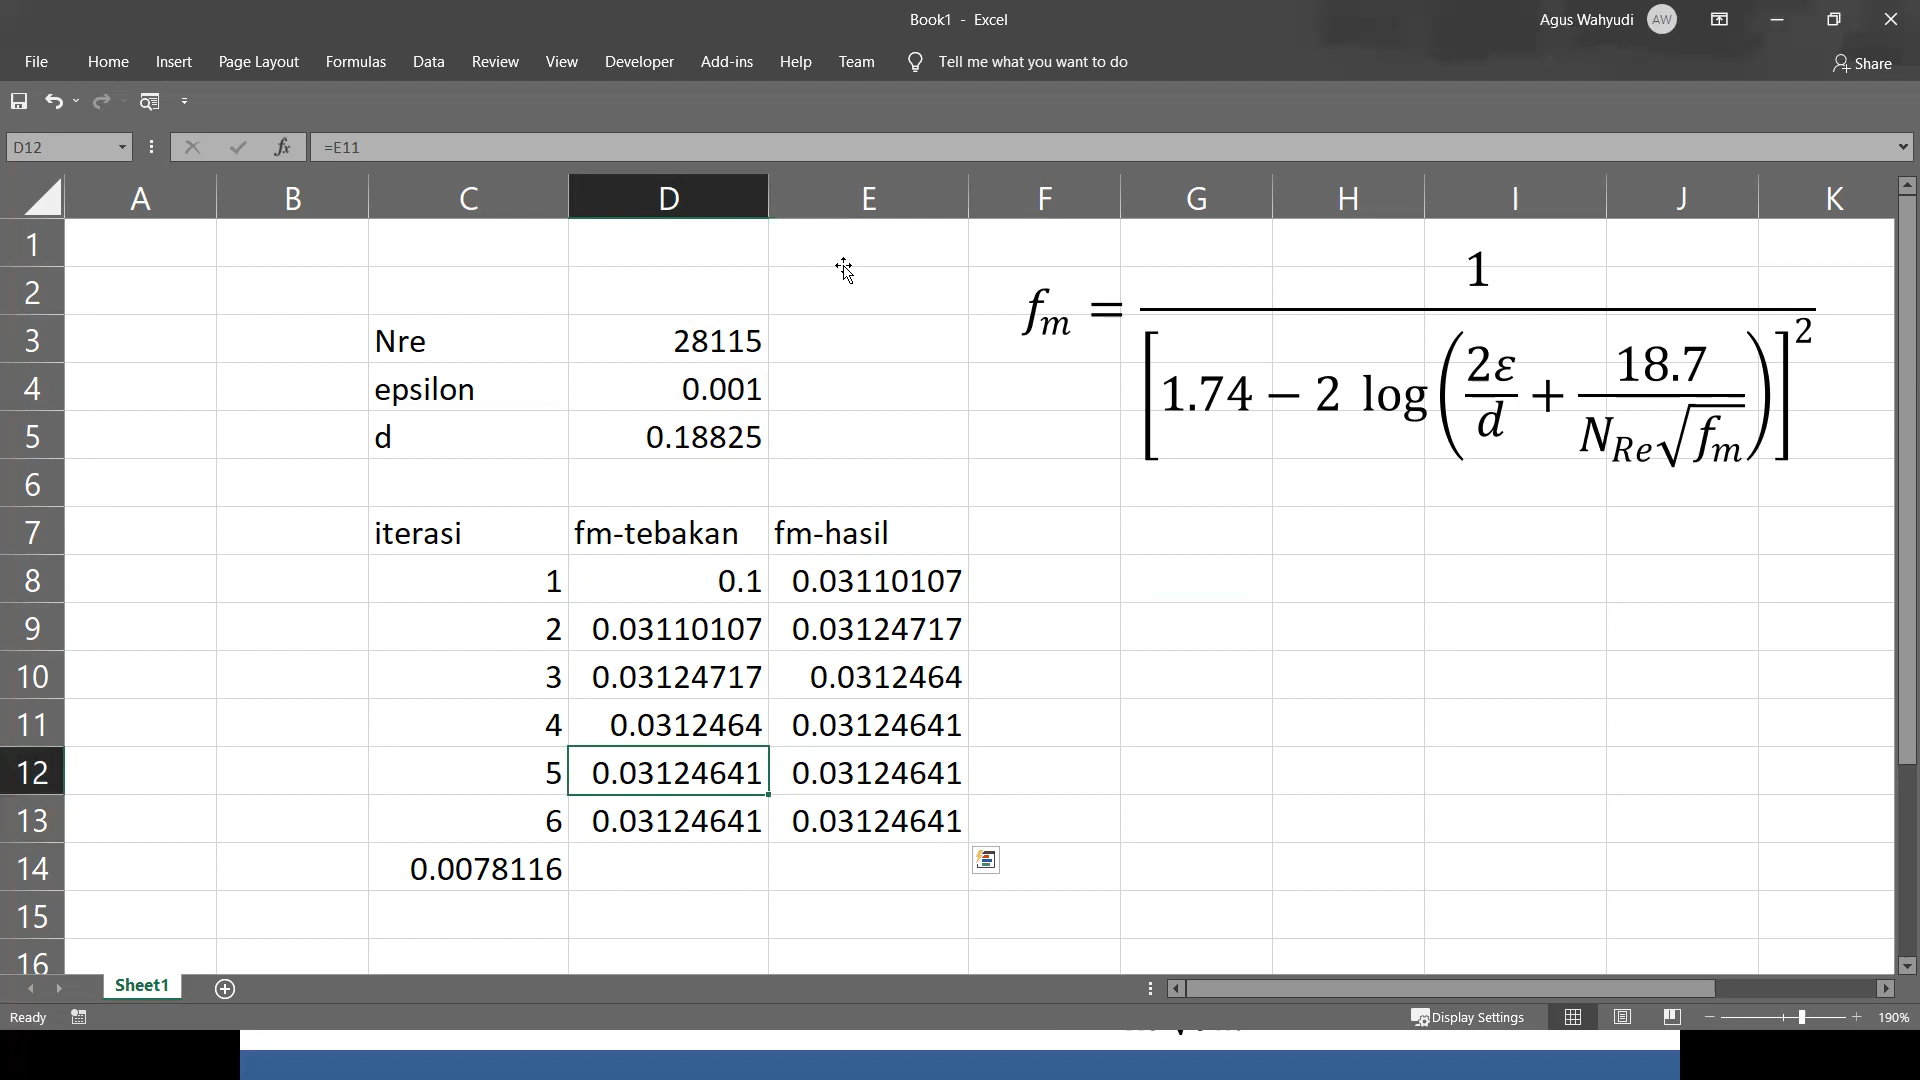 Book1 - Excel
Agus Wahyudi AW
File Home Insert Page Layout Formulas Data Review View Developer Add-ins Help Team Tell me what you want to do Share
D12 fx =E11
A B C D E F G H I J K
1
2
3 Nre 28115
4 epsilon 0.001
5 d 0.18825
6
7 iterasi fm-tebakan fm-hasil
8 1 0.1 0.03110107
9 2 0.03110107 0.03124717
10 3 0.03124717 0.0312464
11 4 0.0312464 0.03124641
12 5 0.03124641 0.03124641
13 6 0.03124641 0.03124641
14 0.0078116
15
16
f_m = 1 / [1.74 − 2 log(2ε/d + 18.7/(N_Re√f_m))]^2
Sheet1
Ready Display Settings 190%